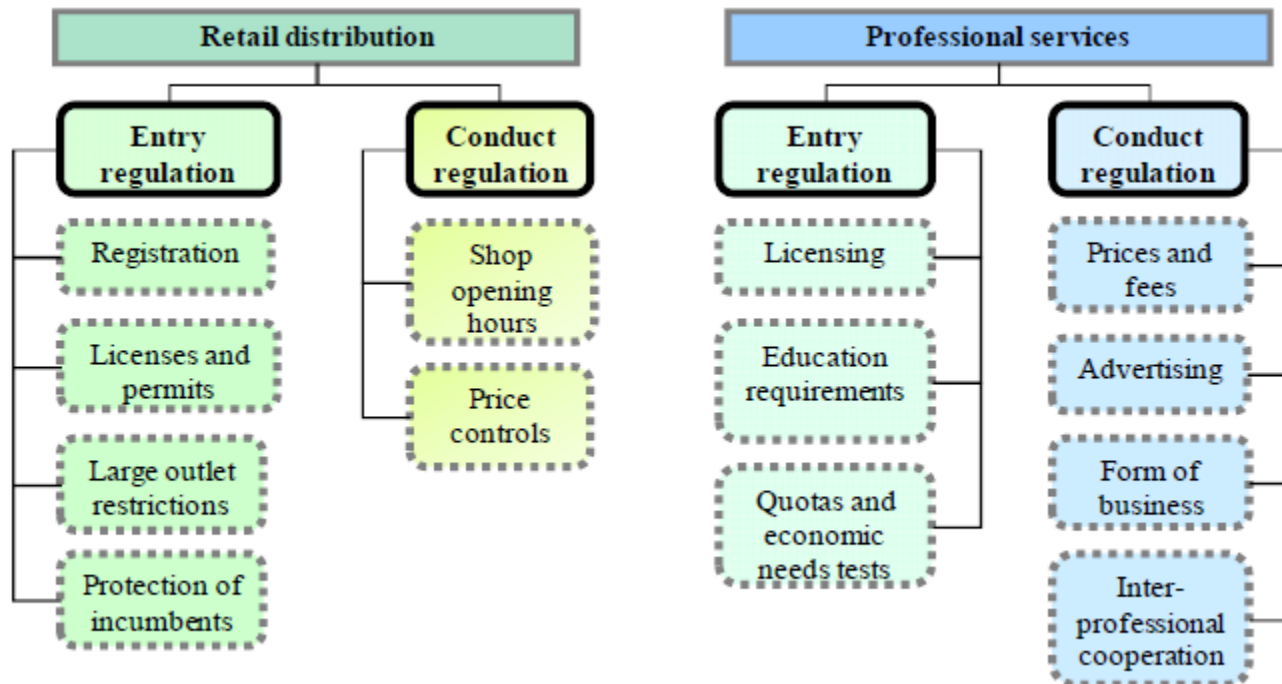 Retail distribution
Entry
regulation
Registration
Licenses and
permits
Large outlet
restrictions
Protection of
incumbents
Conduct
regulation
Shop
opening
hours
Price
controls
Professional services
Entry
regulation
Licensing
Education
requirements
Quotas and
economic
needs tests
Conduct
regulation
Prices and
fees
Advertising
Form of
business
Inter-
professional
cooperation